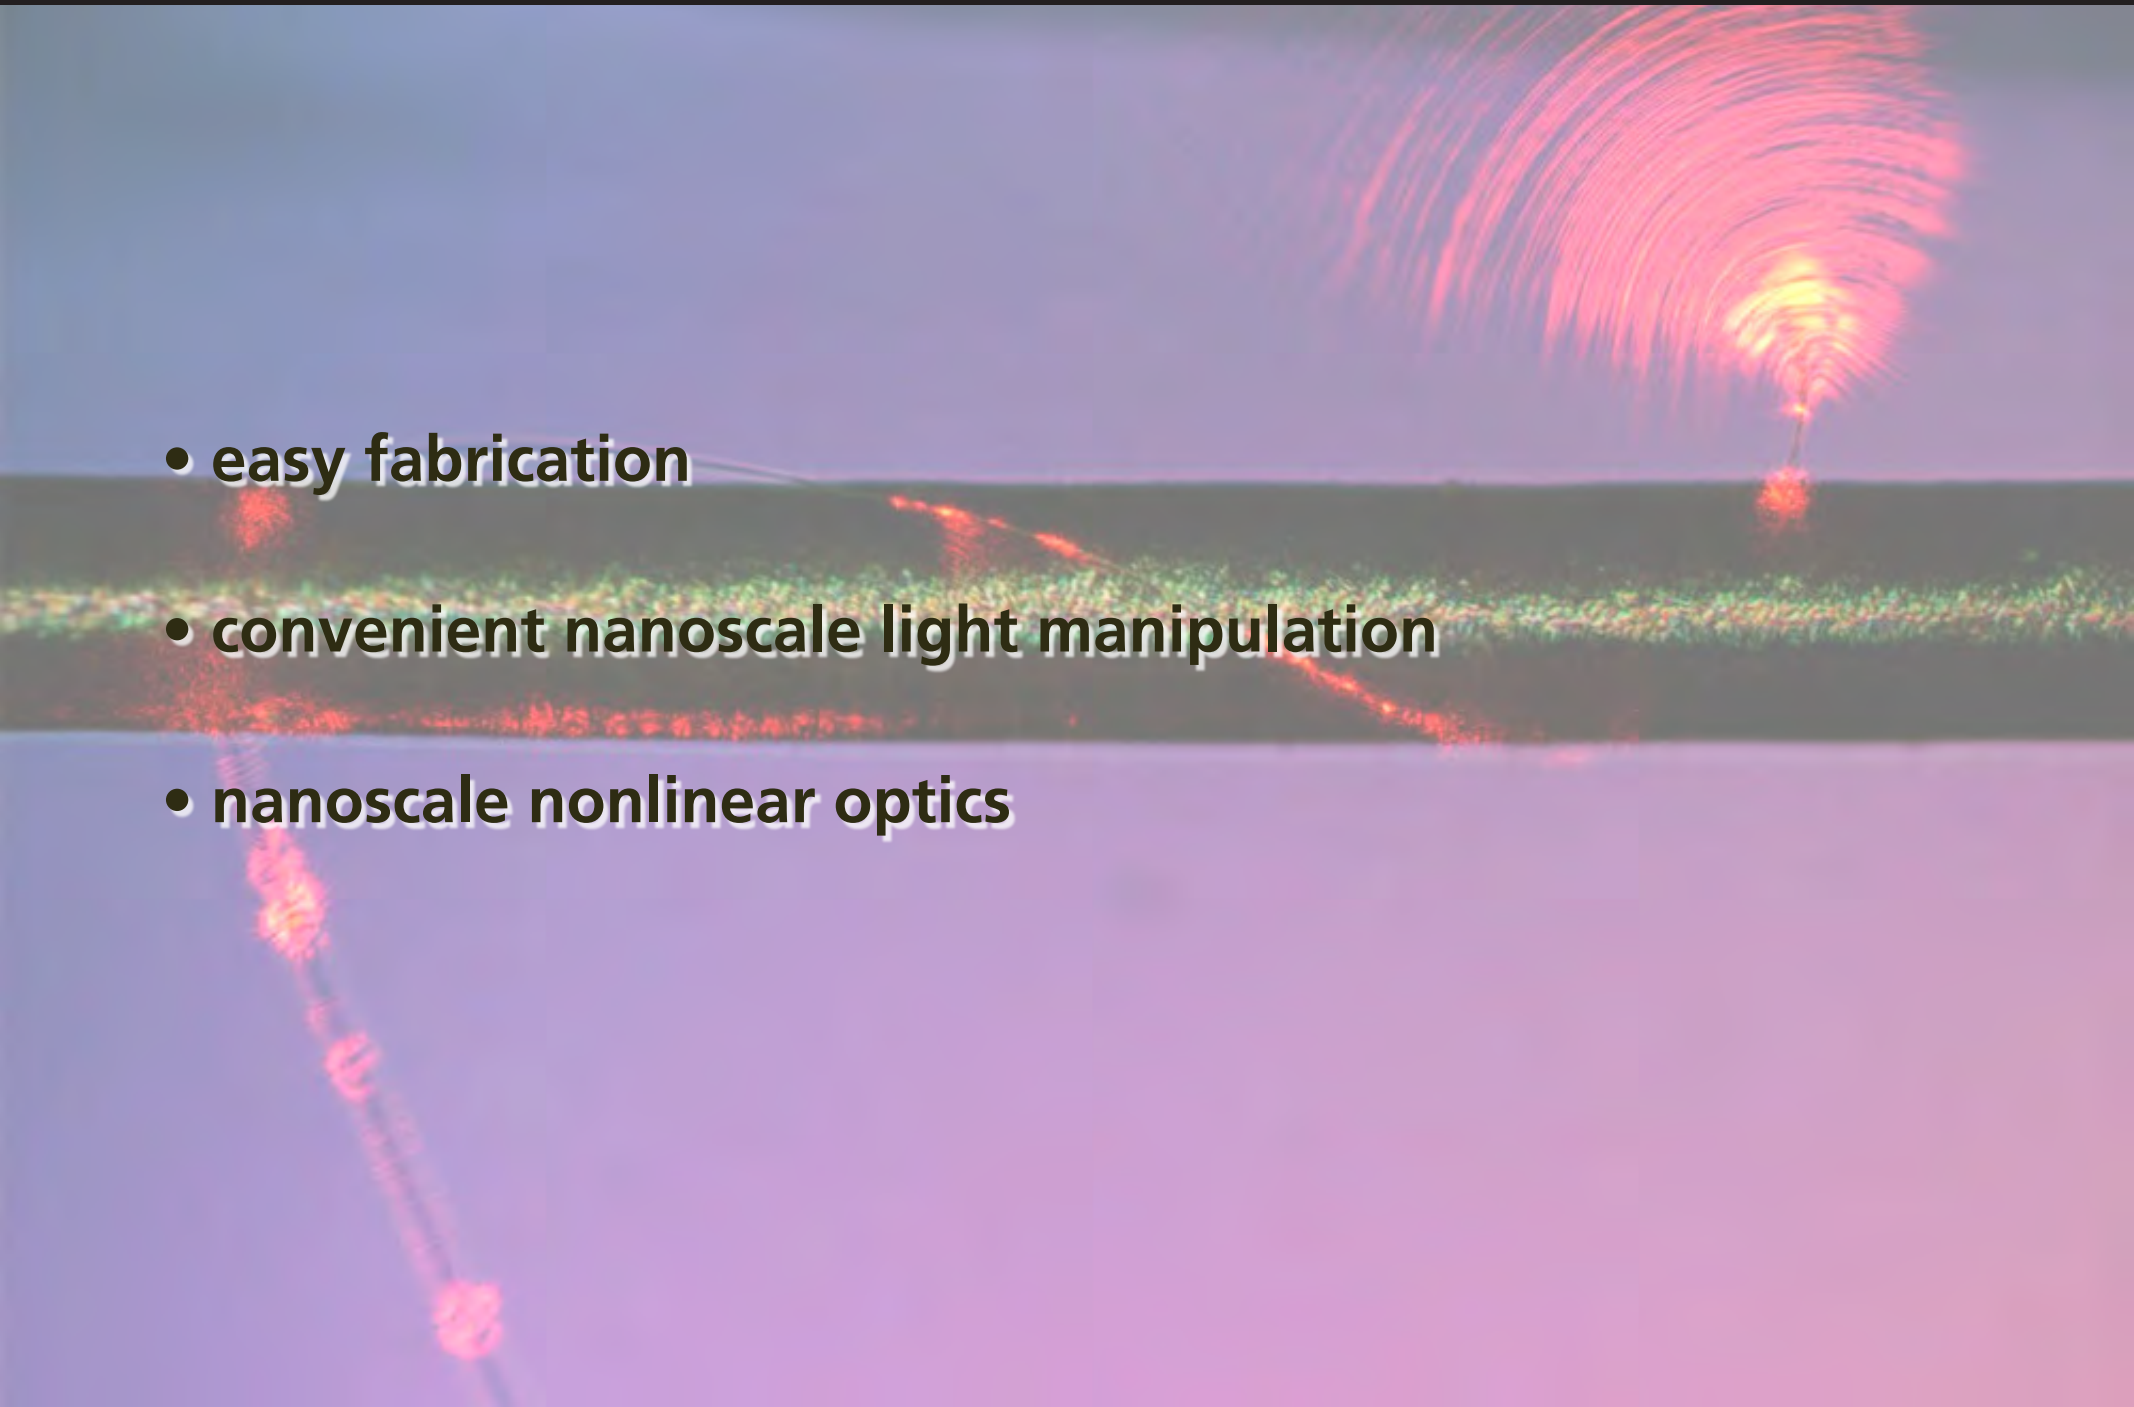 • easy fabrication
• convenient nanoscale light manipulation
• nanoscale nonlinear optics